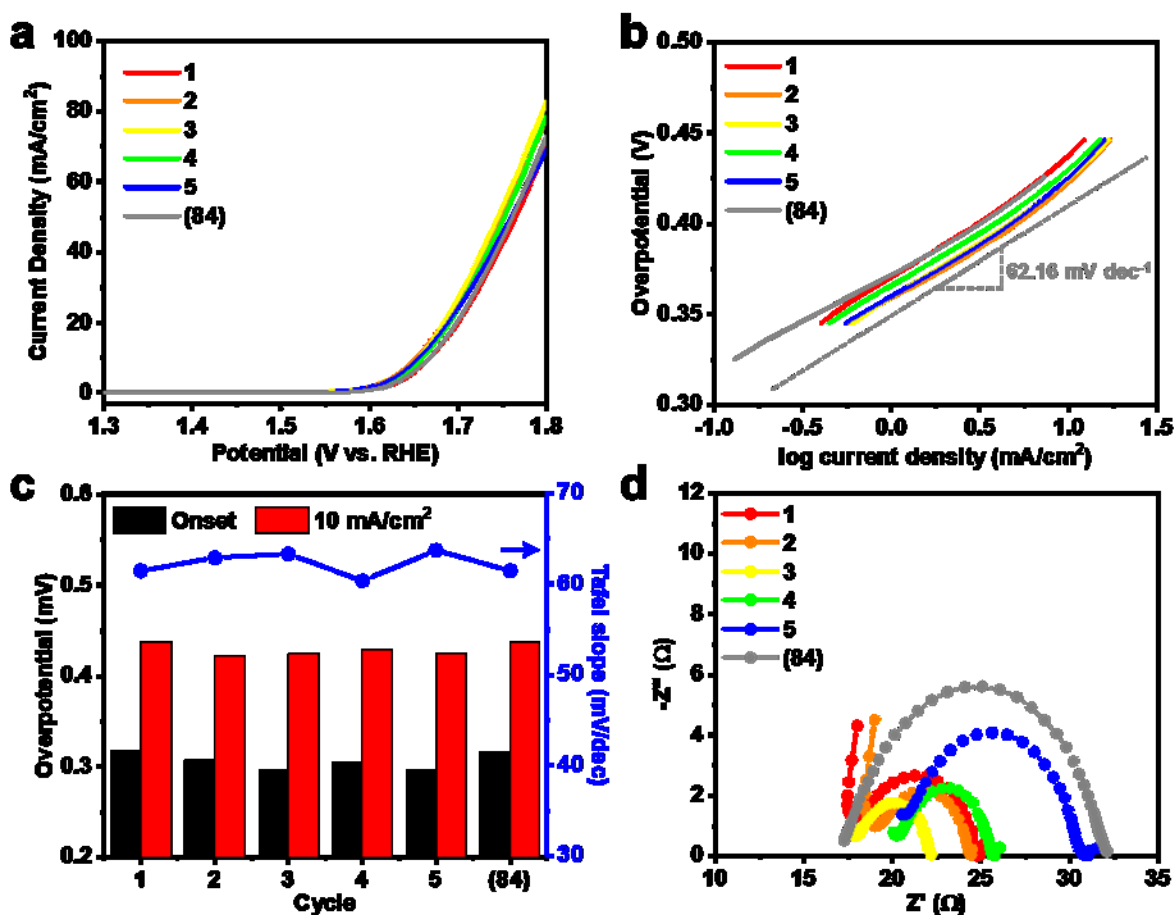 a
100
80
60
40
20
0
Current Density (mA/cm²)
1
2
3
4
5
(84)
1.3 1.4 1.5 1.6 1.7 1.8
Potential (V vs. RHE)
b
0.50
0.45
0.40
0.35
0.30
Overpotential (V)
1
2
3
4
5
(84)
62.16 mV dec⁻¹
-1.0 -0.5 0.0 0.5 1.0 1.5
log current density (mA/cm²)
c
0.6
0.5
0.4
0.3
0.2
Overpotential (mV)
Onset 10 mA/cm²
70
60
50
40
30
Tafel slope (mV/dec)
1 2 3 4 5 (84)
Cycle
d
12
10
8
6
4
2
0
-Z'' (Ω)
1
2
3
4
5
(84)
10 15 20 25 30 35
Z' (Ω)